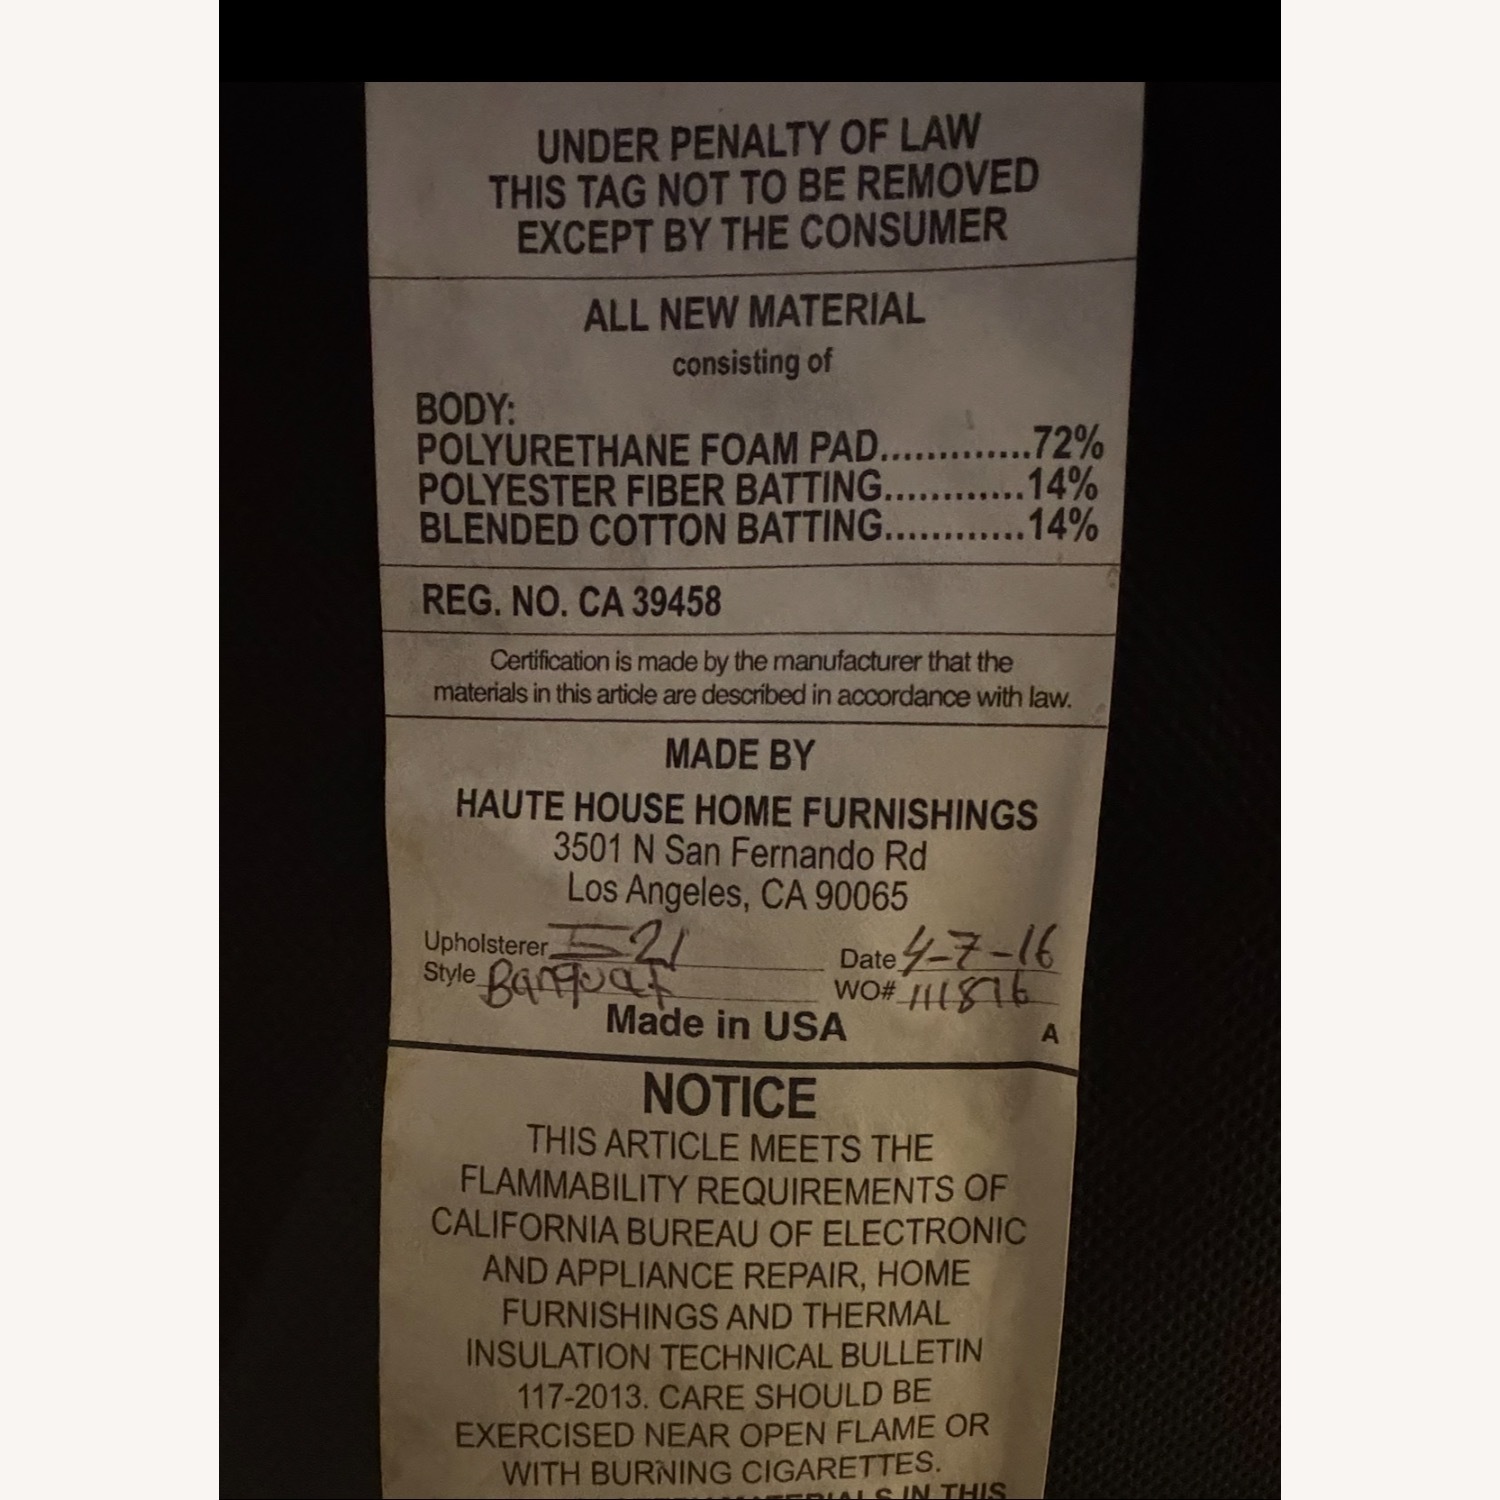 UNDER PENALTY OF LAW
THIS TAG NOT TO BE REMOVED
EXCEPT BY THE CONSUMER
ALL NEW MATERIAL
consisting of
BODY:
POLYURETHANE FOAM PAD.............72%
POLYESTER FIBER BATTING............14%
BLENDED COTTON BATTING............14%
REG. NO. CA 39458
Certification is made by the manufacturer that the
materials in this article are described in accordance with law.
MADE BY
HAUTE HOUSE HOME FURNISHINGS
3501 N San Fernando Rd
Los Angeles, CA 90065
Upholsterer 521 Date 4-7-16
Style Banquat WO# 111876
Made in USA A
NOTICE
THIS ARTICLE MEETS THE
FLAMMABILITY REQUIREMENTS OF
CALIFORNIA BUREAU OF ELECTRONIC
AND APPLIANCE REPAIR, HOME
FURNISHINGS AND THERMAL
INSULATION TECHNICAL BULLETIN
117-2013. CARE SHOULD BE
EXERCISED NEAR OPEN FLAME OR
WITH BURNING CIGARETTES.
IN THIS